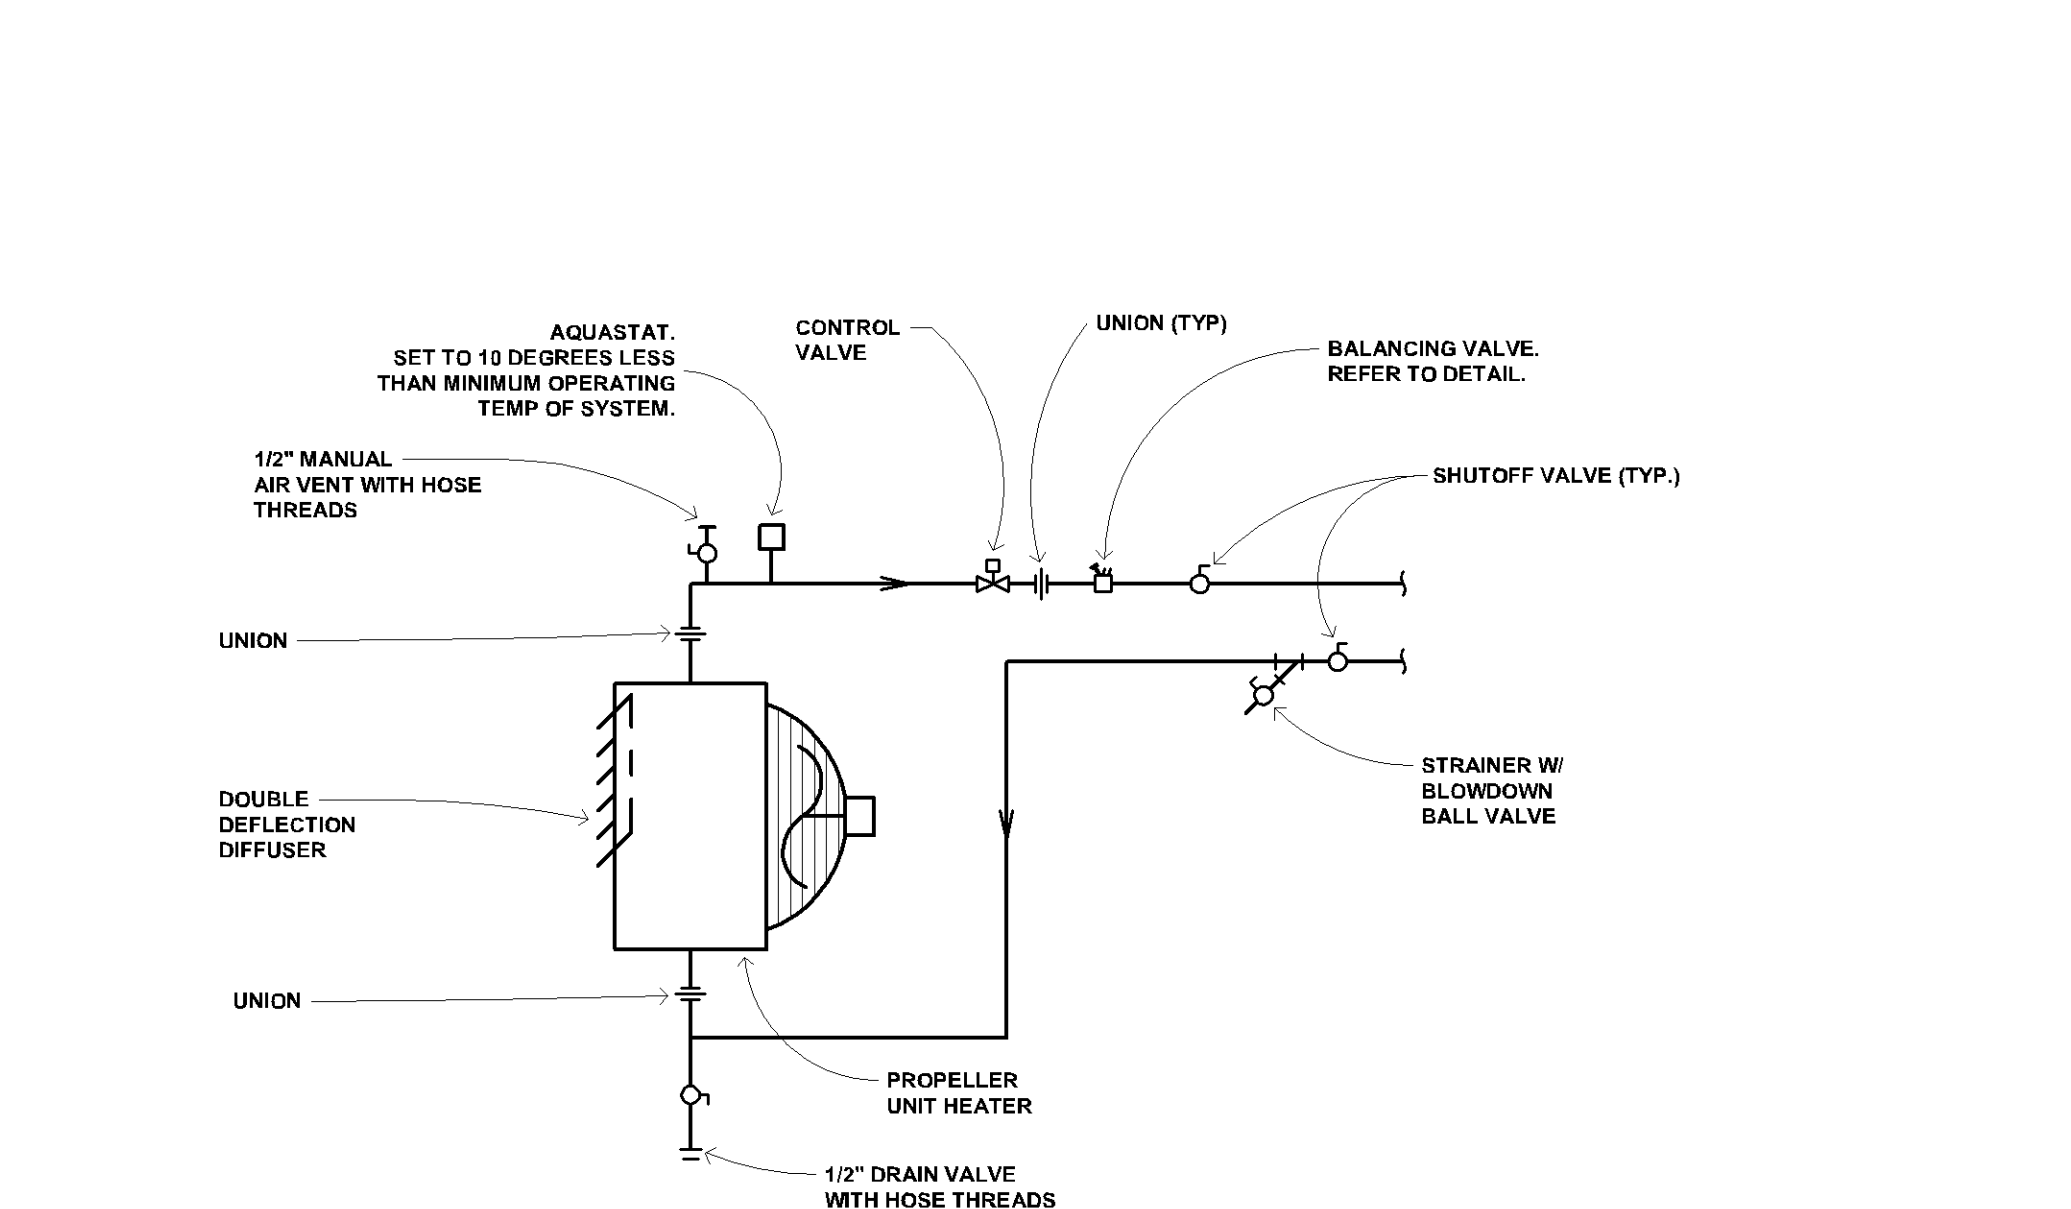 AQUASTAT.
SET TO 10 DEGREES LESS
THAN MINIMUM OPERATING
TEMP OF SYSTEM.
CONTROL
VALVE
UNION (TYP)
BALANCING VALVE.
REFER TO DETAIL.
1/2" MANUAL
AIR VENT WITH HOSE
THREADS
SHUTOFF VALVE (TYP.)
UNION
DOUBLE
DEFLECTION
DIFFUSER
STRAINER W/
BLOWDOWN
BALL VALVE
UNION
PROPELLER
UNIT HEATER
1/2" DRAIN VALVE
WITH HOSE THREADS